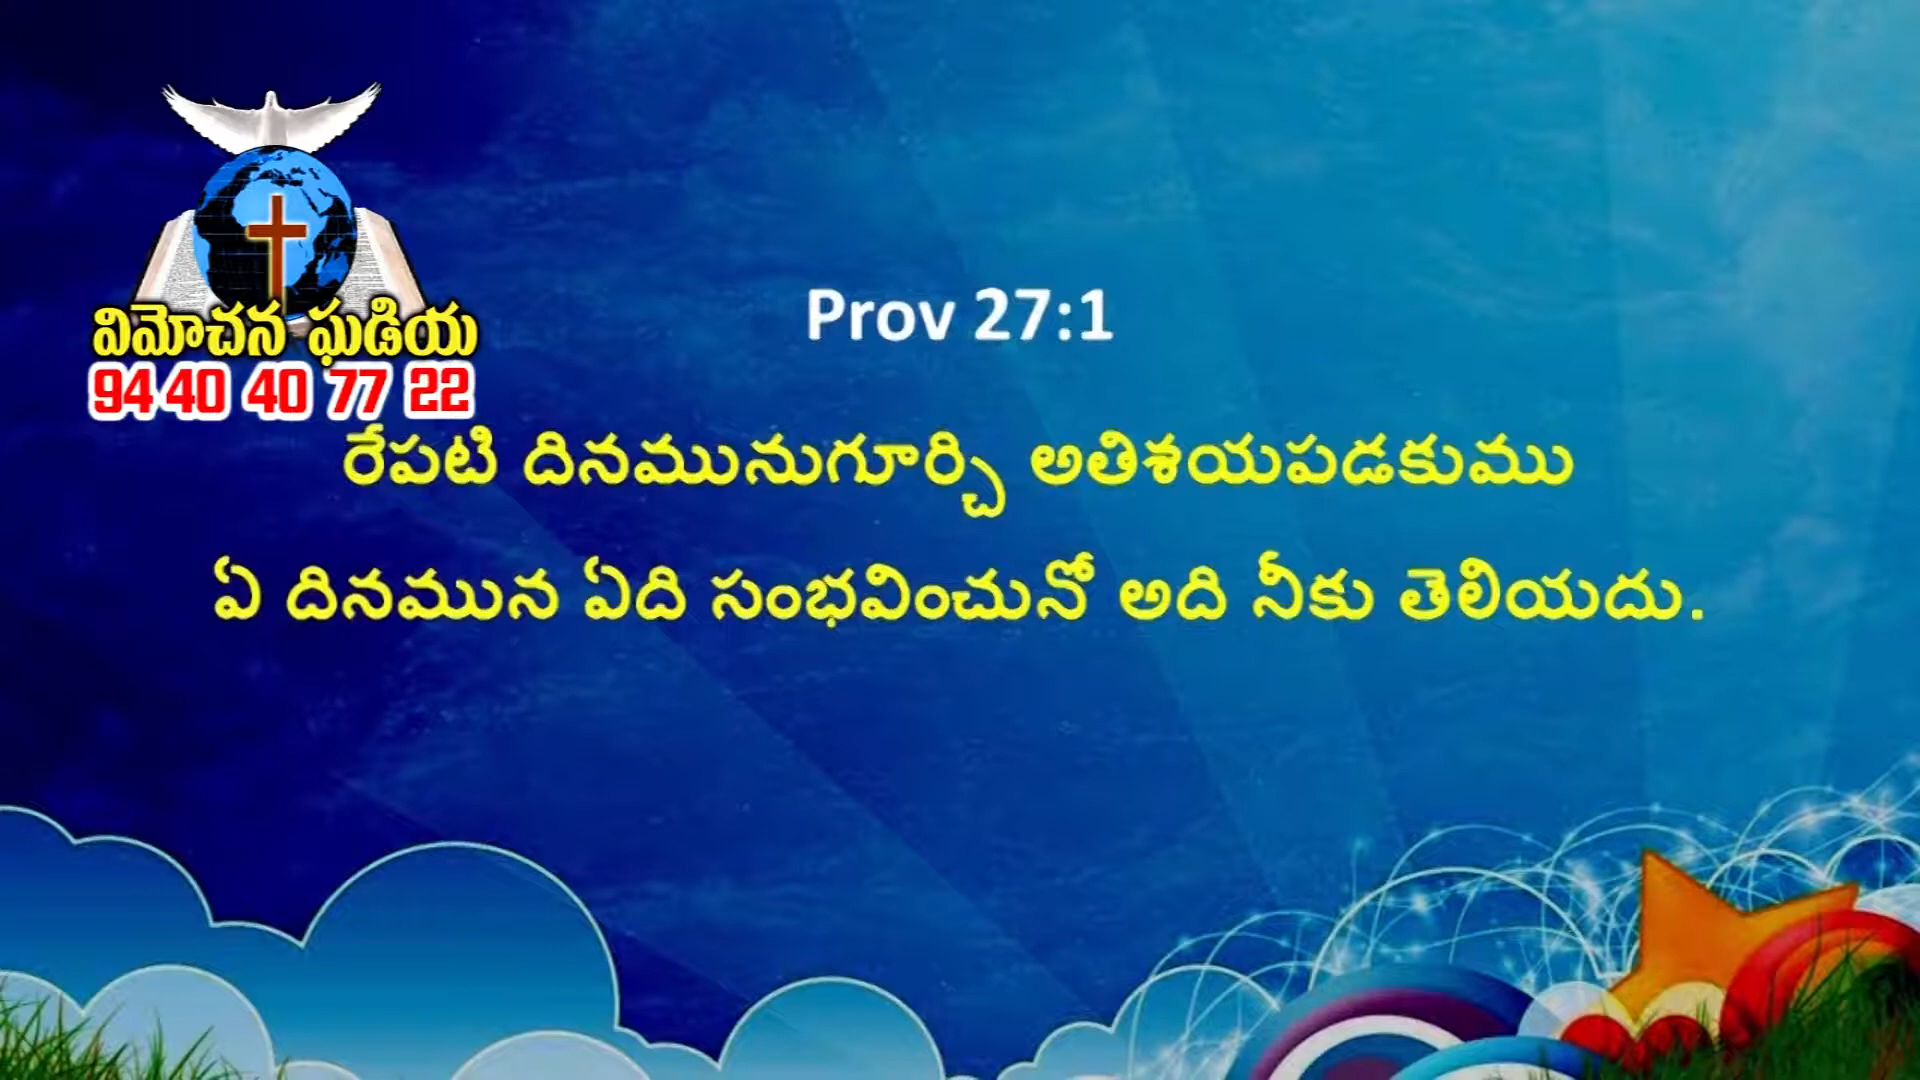 విమోచన ఘడియ
94 40 40 77 22
Prov 27:1
రేపటి దినమునుగూర్చి అతిశయపడకుము
ఏ దినమున ఏది సంభవించునో అది నీకు తెలియదు.